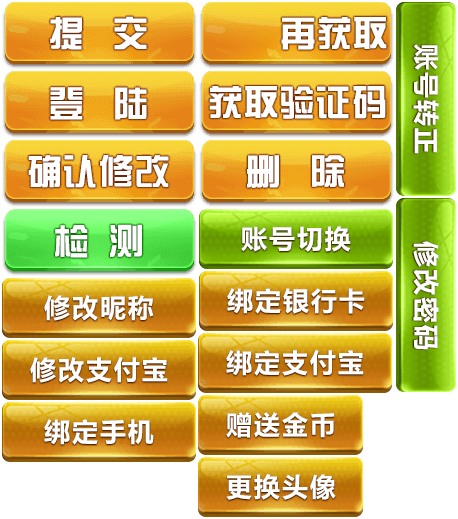 提 交
再获取
账号转正
登 陆
获取验证码
确认修改
删 除
检 测
账号切换
修改密码
修改昵称
绑定银行卡
修改支付宝
绑定支付宝
绑定手机
赠送金币
更换头像